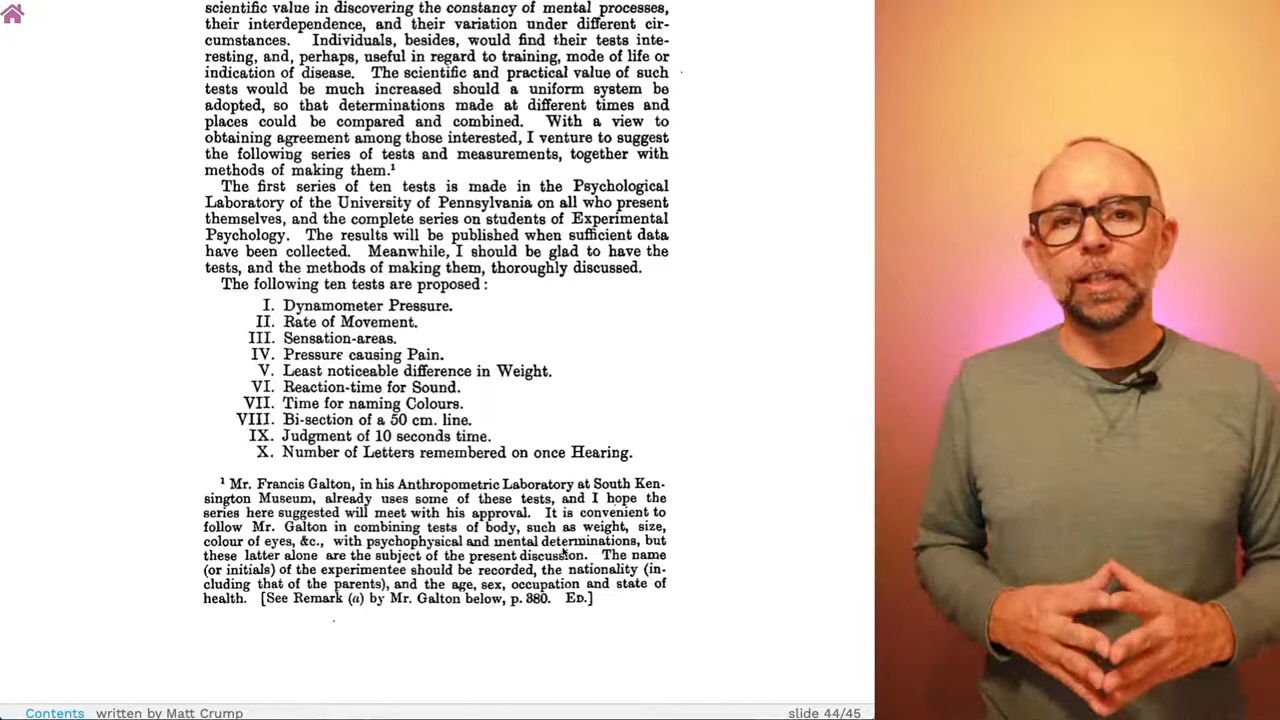 scientific value in discovering the constancy of mental processes,
their interdependence, and their variation under different cir-
cumstances. Individuals, besides, would find their tests inte-
resting, and, perhaps, useful in regard to training, mode of life or
indication of disease. The scientific and practical value of such
tests would be much increased should a uniform system be
adopted, so that determinations made at different times and
places could be compared and combined. With a view to
obtaining agreement among those interested, I venture to suggest
the following series of tests and measurements, together with
methods of making them.¹
The first series of ten tests is made in the Psychological
Laboratory of the University of Pennsylvania on all who present
themselves, and the complete series on students of Experimental
Psychology. The results will be published when sufficient data
have been collected. Meanwhile, I should be glad to have the
tests, and the methods of making them, thoroughly discussed.
The following ten tests are proposed :
I. Dynamometer Pressure.
II. Rate of Movement.
III. Sensation-areas.
IV. Pressure causing Pain.
V. Least noticeable difference in Weight.
VI. Reaction-time for Sound.
VII. Time for naming Colours.
VIII. Bi-section of a 50 cm. line.
IX. Judgment of 10 seconds time.
X. Number of Letters remembered on once Hearing.
¹ Mr. Francis Galton, in his Anthropometric Laboratory at South Ken-
sington Museum, already uses some of these tests, and I hope the
series here suggested will meet with his approval. It is convenient to
follow Mr. Galton in combining tests of body, such as weight, size,
colour of eyes, &c., with psychophysical and mental determinations, but
these latter alone are the subject of the present discussion. The name
(or initials) of the experimentee should be recorded, the nationality (in-
cluding that of the parents), and the age, sex, occupation and state of
health. [See Remark (a) by Mr. Galton below, p. 380. ED.]
Contents written by Matt Crump
slide 44/45